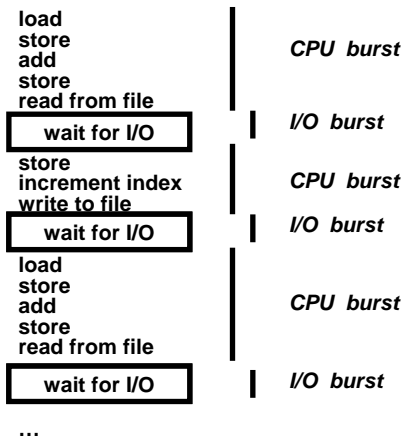 load
store
add
store
read from file
CPU burst
wait for I/O
I/O burst
store
increment index
write to file
CPU burst
wait for I/O
I/O burst
load
store
add
store
read from file
CPU burst
wait for I/O
I/O burst
...